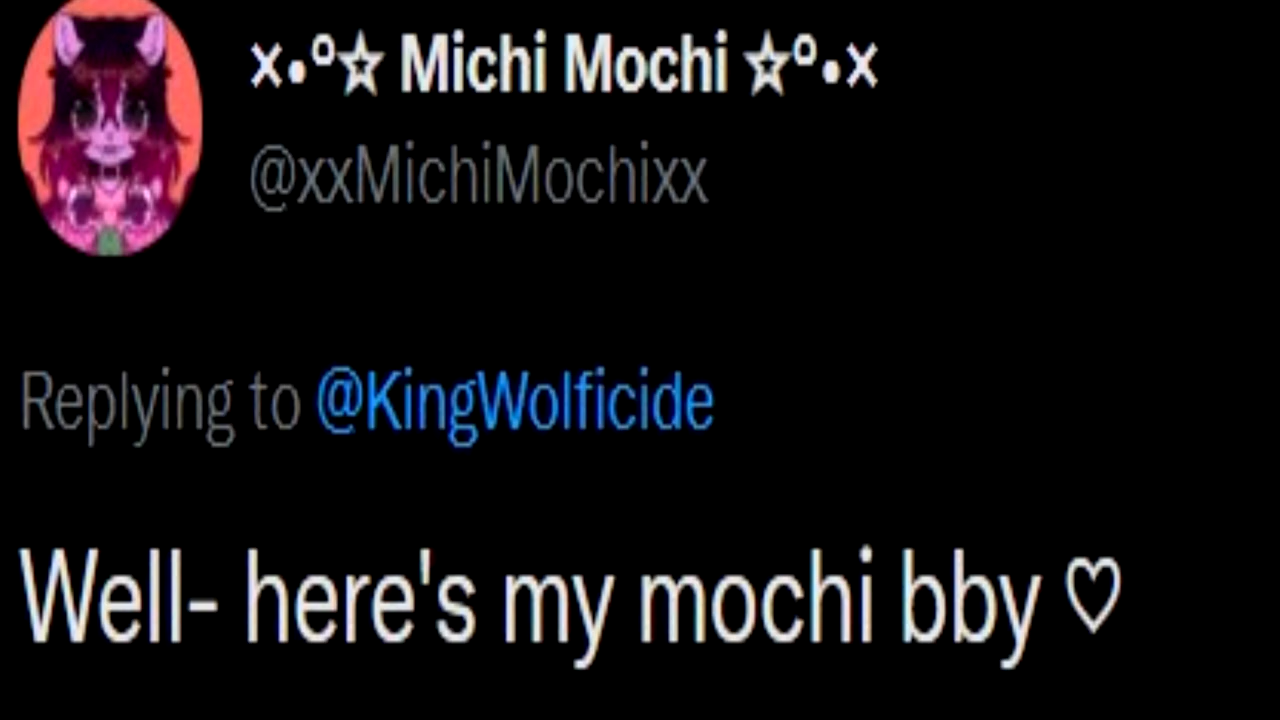 ×•°☆ Michi Mochi ☆°•×
@xxMichiMochixx
Replying to @KingWolficide
Well- here's my mochi bby ♡